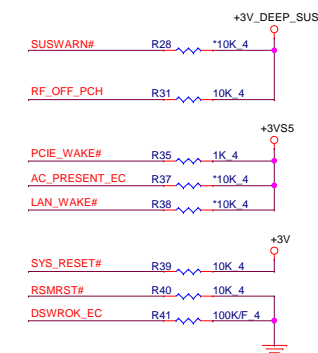 +3V_DEEP_SUS
SUSWARN# R28 *10K_4
RF_OFF_PCH R31 10K_4
+3VS5
PCIE_WAKE# R35 1K_4
AC_PRESENT_EC R37 *10K_4
LAN_WAKE# R38 *10K_4
+3V
SYS_RESET# R39 10K_4
RSMRST# R40 10K_4
DSWROK_EC R41 100K/F_4